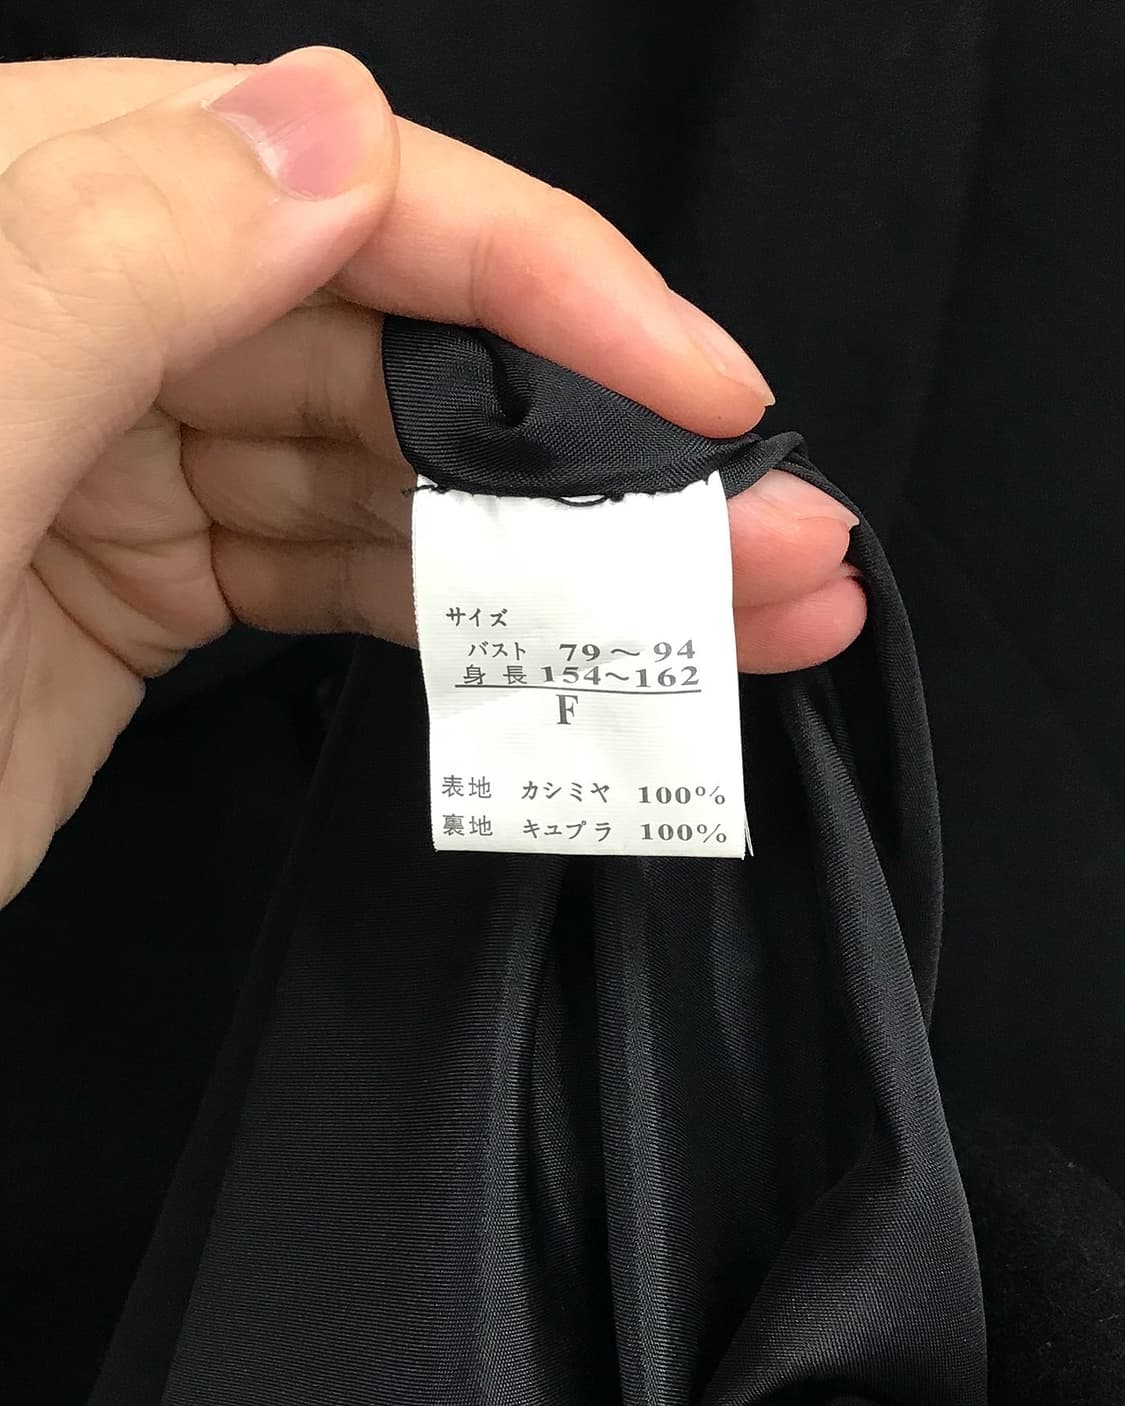 サイズ
バスト 79～94
身長 154～162
F
表地 カシミヤ 100%
裏地 キユプラ 100%